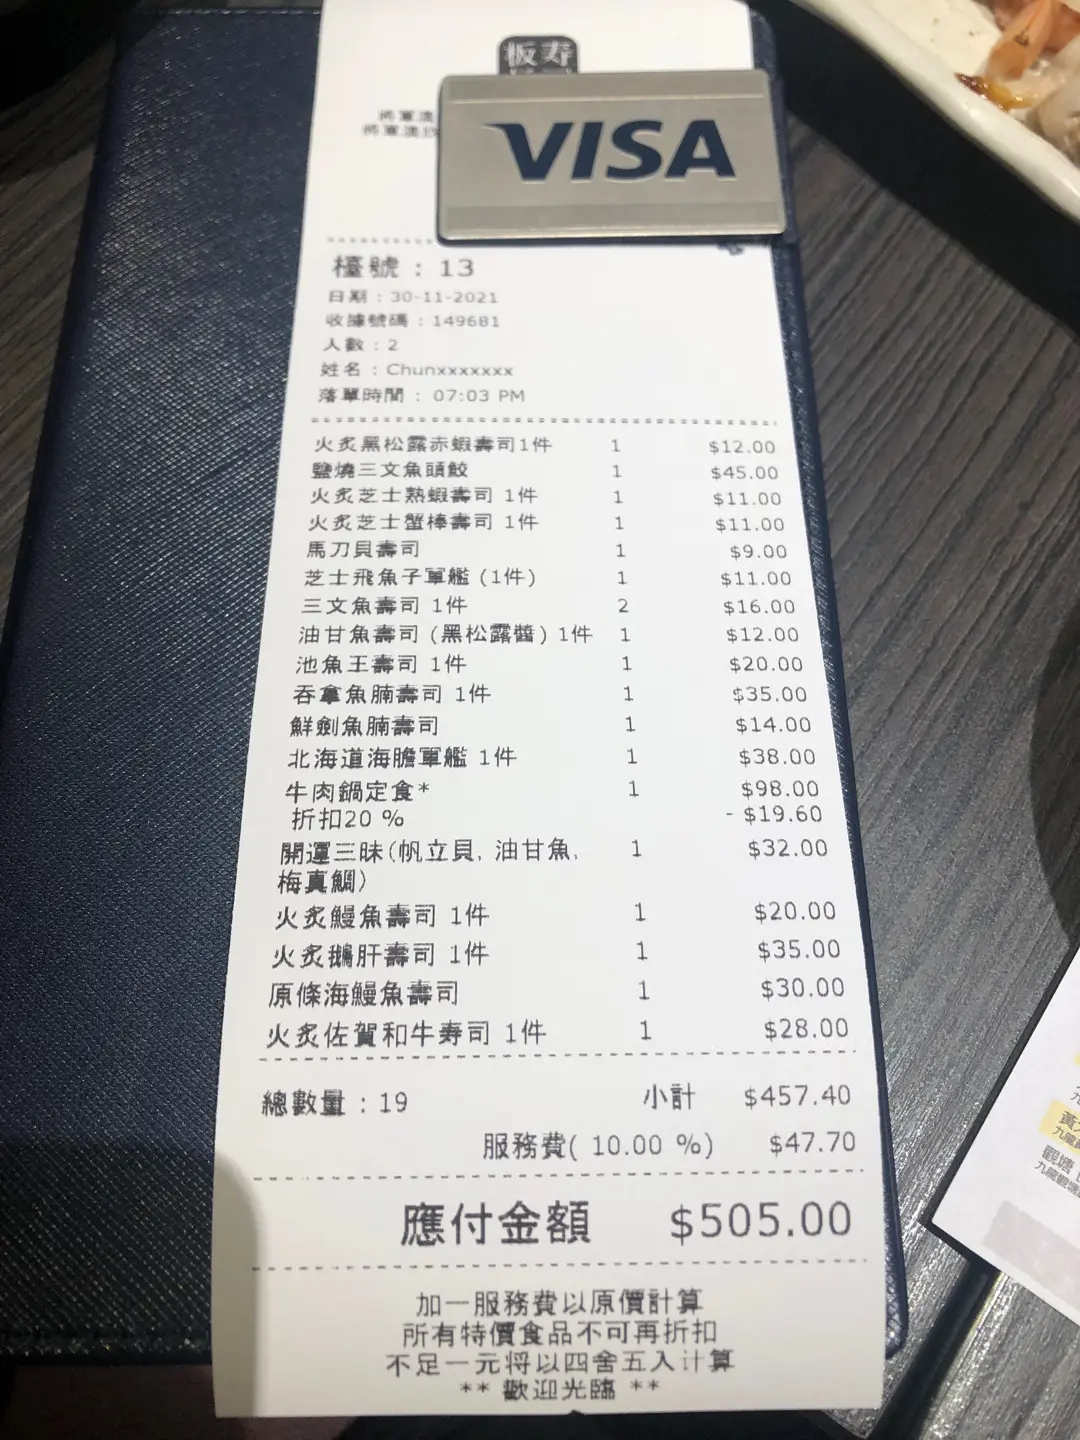 板寿
將軍澳
將軍澳
VISA
檯號 : 13
日期 : 30-11-2021
收據號碼 : 149681
人數 : 2
姓名 : Chunxxxxxxx
落單時間 : 07:03 PM
火炙黑松露赤蝦壽司1件 1 $12.00
鹽燒三文魚頭鮫 1 $45.00
火炙芝士熟蝦壽司 1件 1 $11.00
火炙芝士蟹棒壽司 1件 1 $11.00
馬刀貝壽司 1 $9.00
芝士飛魚子軍艦 (1件) 1 $11.00
三文魚壽司 1件 2 $16.00
油甘魚壽司 (黑松露醬) 1件 1 $12.00
池魚王壽司 1件 1 $20.00
吞拿魚腩壽司 1件 1 $35.00
鮮劍魚腩壽司 1 $14.00
北海道海膽軍艦 1件 1 $38.00
牛肉鍋定食* 1 $98.00
折扣20 % - $19.60
開運三昧(帆立貝, 油甘魚, 1 $32.00
梅真鯛)
火炙鰻魚壽司 1件 1 $20.00
火炙鵝肝壽司 1件 1 $35.00
原條海鰻魚壽司 1 $30.00
火炙佐賀和牛寿司 1件 1 $28.00
總數量 : 19 小計 $457.40
服務費( 10.00 %) $47.70
應付金額 $505.00
加一服務費以原價計算
所有特價食品不可再折扣
不足一元将以四舍五入计算
** 歡迎光臨 **
觀塘